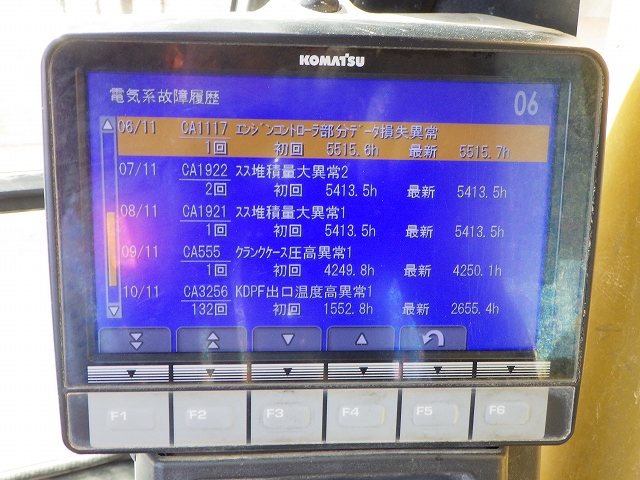 KOMATSU
電気系故障履歴 06
06/11 CA1117 エンジンコントローラ部分データ損失異常
1回 初回 5515.6h 最新 5515.7h
07/11 CA1922 スス堆積量大異常2
2回 初回 5413.5h 最新 5413.5h
08/11 CA1921 スス堆積量大異常1
1回 初回 5413.5h 最新 5413.5h
09/11 CA555 クランクケース圧高異常1
1回 初回 4249.8h 最新 4250.1h
10/11 CA3256 KDPF出口温度高異常1
132回 初回 1552.8h 最新 2655.4h
F1 F2 F3 F4 F5 F6